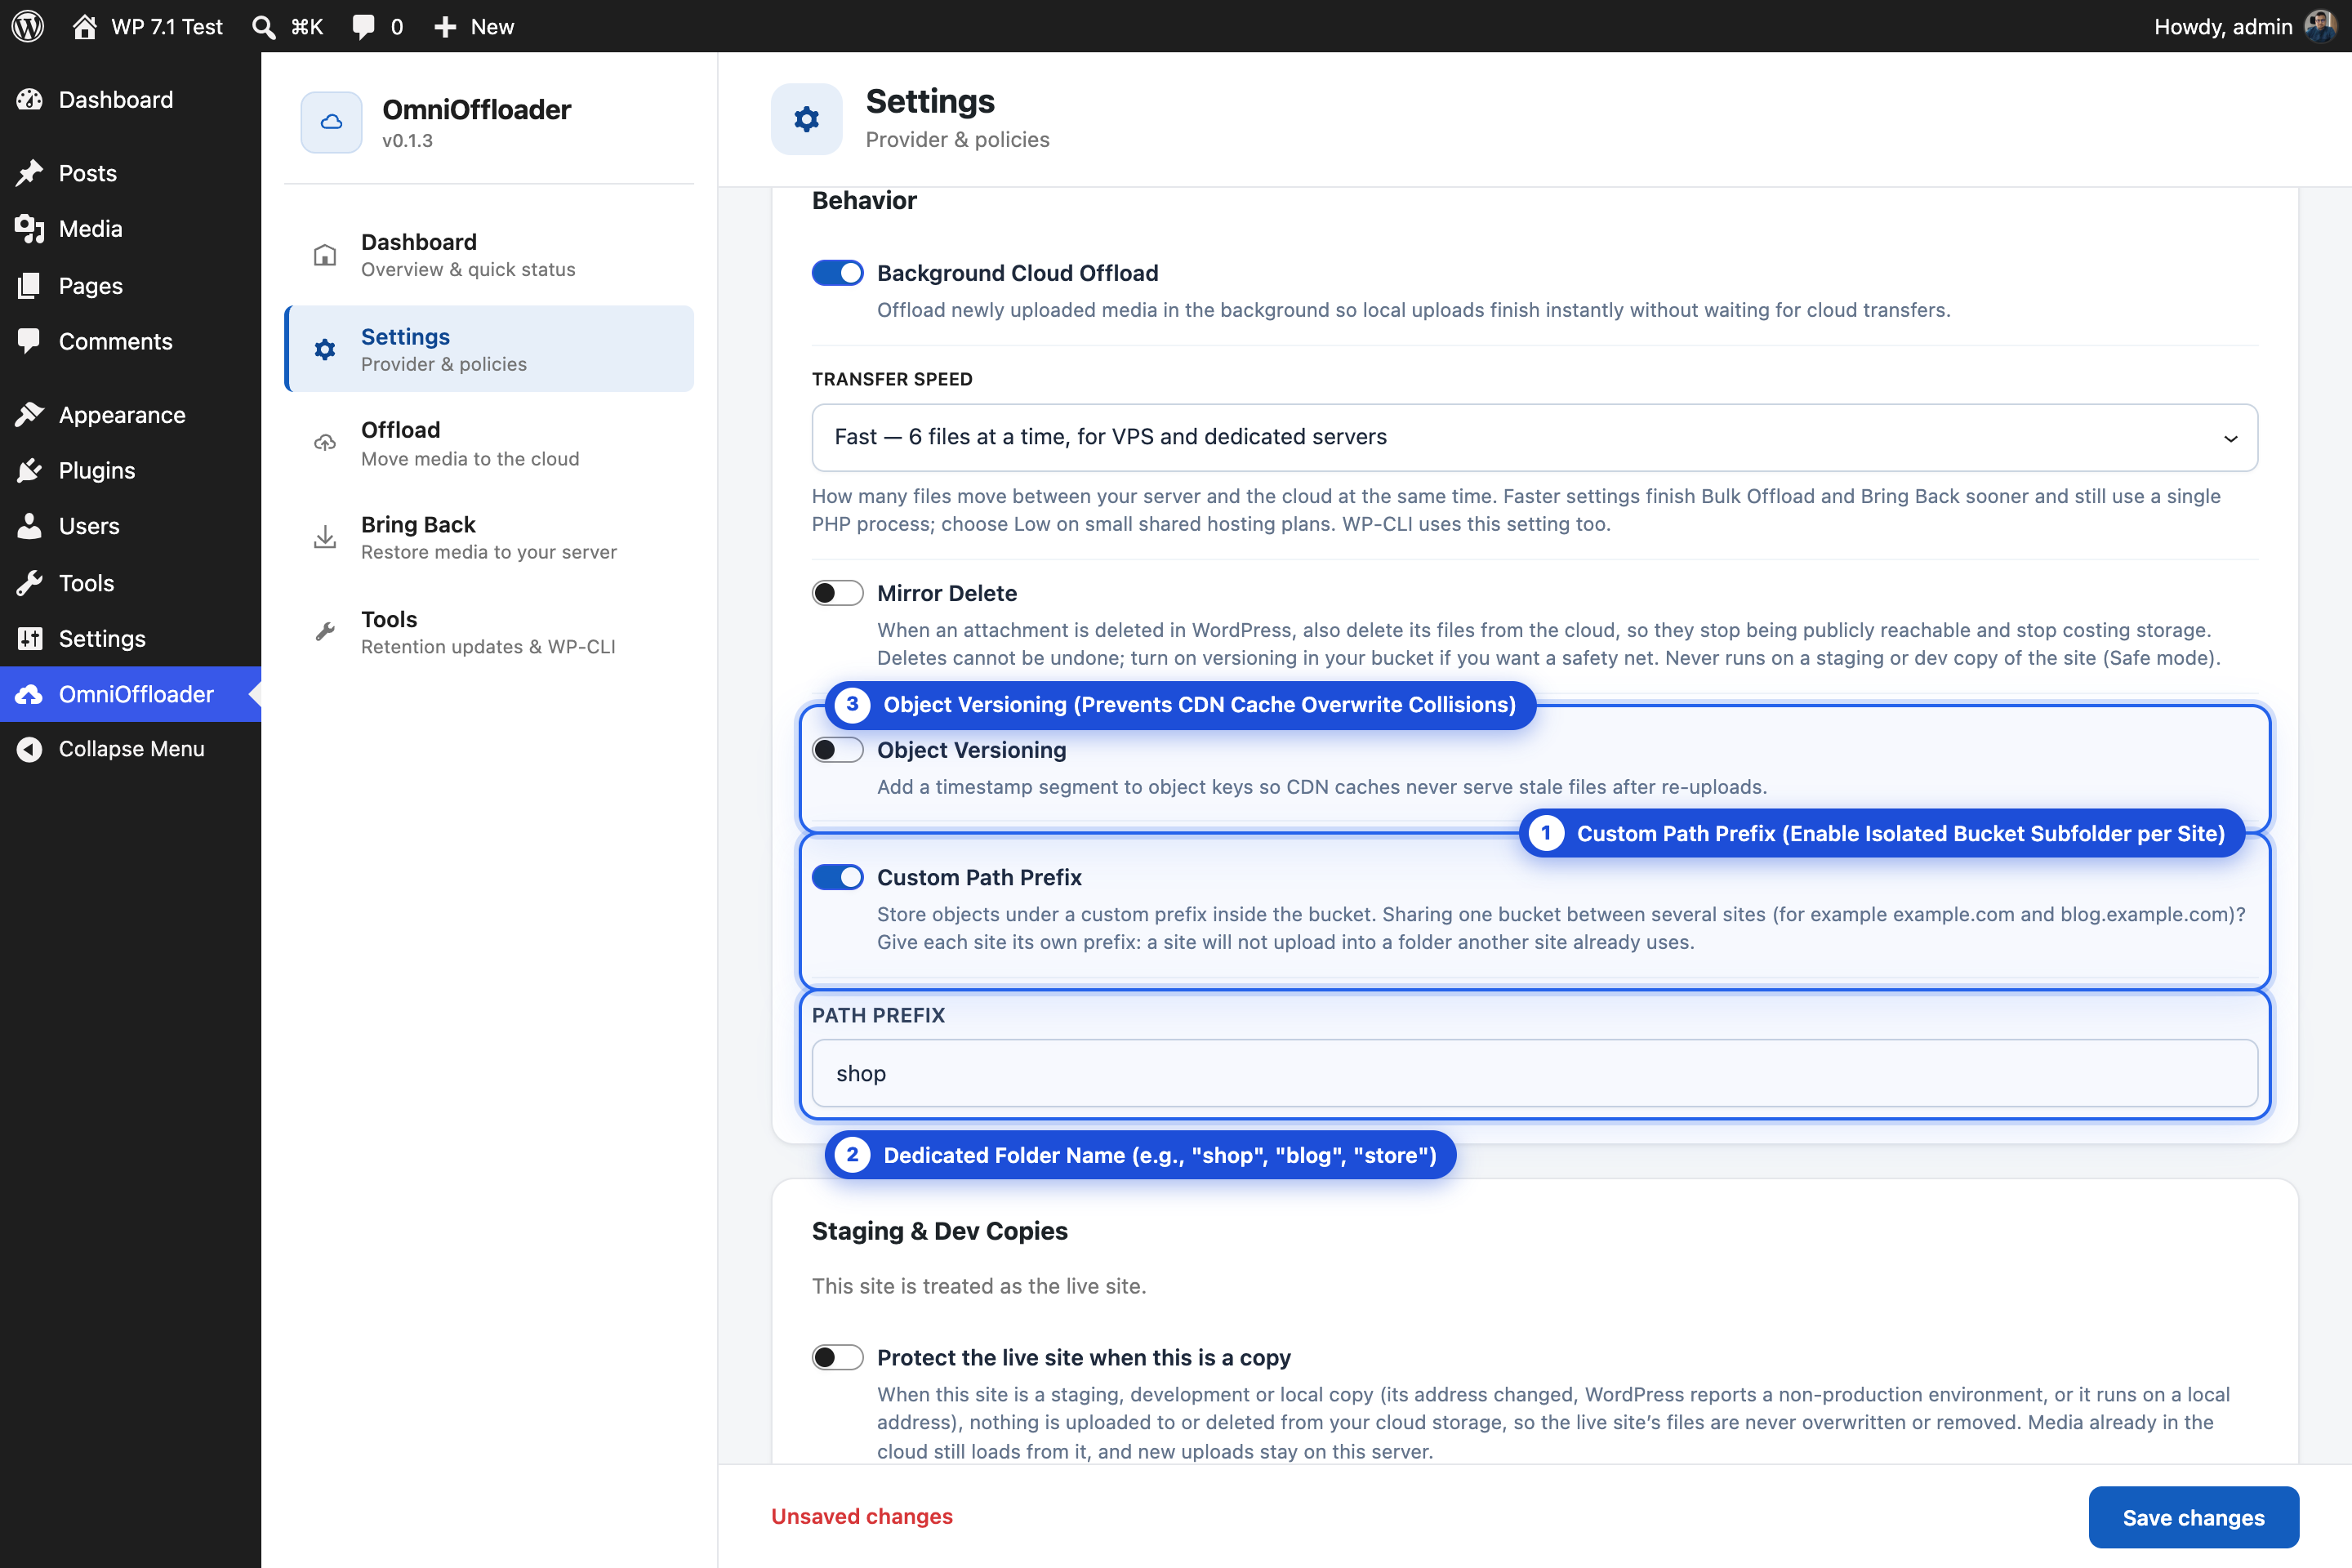 WP 7.1 Test
⌘K
0
New
Howdy, admin
Dashboard
Posts
Media
Pages
Comments
Appearance
Plugins
Users
Tools
Settings
OmniOffloader
Collapse Menu
OmniOffloader
v0.1.3
Dashboard
Overview & quick status
Settings
Provider & policies
Offload
Move media to the cloud
Bring Back
Restore media to your server
Tools
Retention updates & WP-CLI
Settings
Provider & policies
Behavior
Background Cloud Offload
Offload newly uploaded media in the background so local uploads finish instantly without waiting for cloud transfers.
TRANSFER SPEED
Fast — 6 files at a time, for VPS and dedicated servers
How many files move between your server and the cloud at the same time. Faster settings finish Bulk Offload and Bring Back sooner and still use a single
PHP process; choose Low on small shared hosting plans. WP-CLI uses this setting too.
Mirror Delete
When an attachment is deleted in WordPress, also delete its files from the cloud, so they stop being publicly reachable and stop costing storage.
Deletes cannot be undone; turn on versioning in your bucket if you want a safety net. Never runs on a staging or dev copy of the site (Safe mode).
3 Object Versioning (Prevents CDN Cache Overwrite Collisions)
Object Versioning
Add a timestamp segment to object keys so CDN caches never serve stale files after re-uploads.
1 Custom Path Prefix (Enable Isolated Bucket Subfolder per Site)
Custom Path Prefix
Store objects under a custom prefix inside the bucket. Sharing one bucket between several sites (for example example.com and blog.example.com)?
Give each site its own prefix: a site will not upload into a folder another site already uses.
PATH PREFIX
shop
2 Dedicated Folder Name (e.g., "shop", "blog", "store")
Staging & Dev Copies
This site is treated as the live site.
Protect the live site when this is a copy
When this site is a staging, development or local copy (its address changed, WordPress reports a non-production environment, or it runs on a local
address), nothing is uploaded to or deleted from your cloud storage, so the live site’s files are never overwritten or removed. Media already in the
cloud still loads from it, and new uploads stay on this server.
Unsaved changes
Save changes